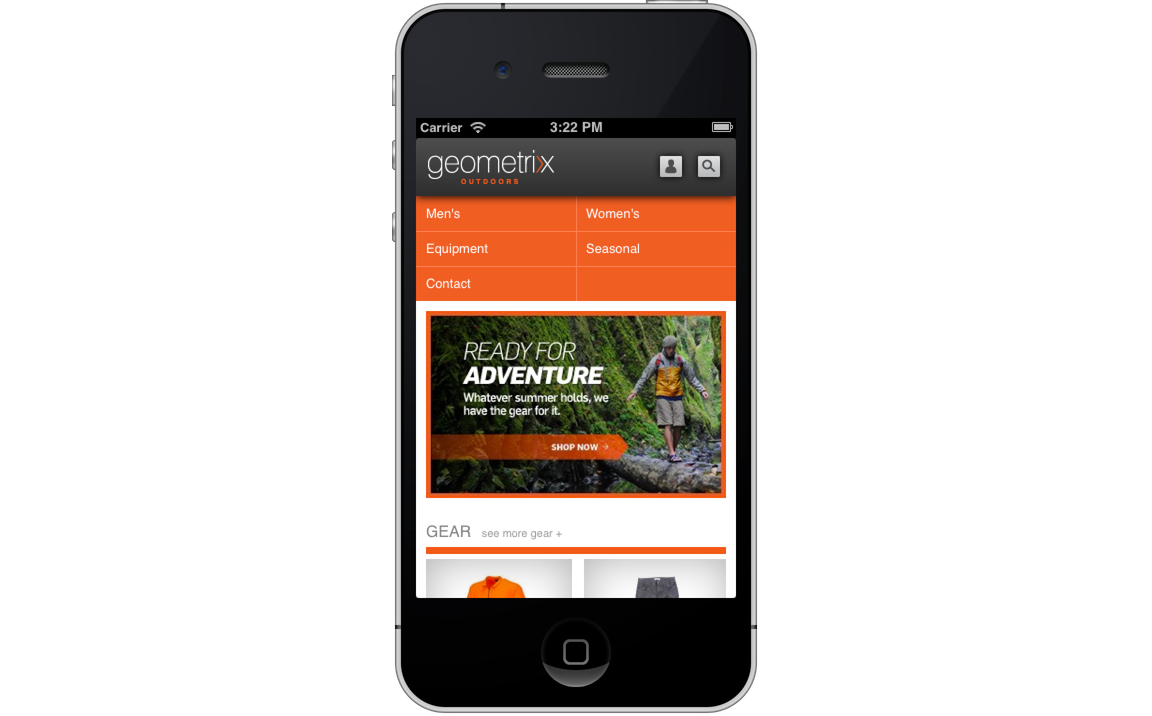 Carrier 3:22 PM
geometrixx
OUTDOORS
Men's Women's
Equipment Seasonal
Contact
READY FOR
ADVENTURE
Whatever summer holds, we
have the gear for it.
SHOP NOW
GEAR see more gear +